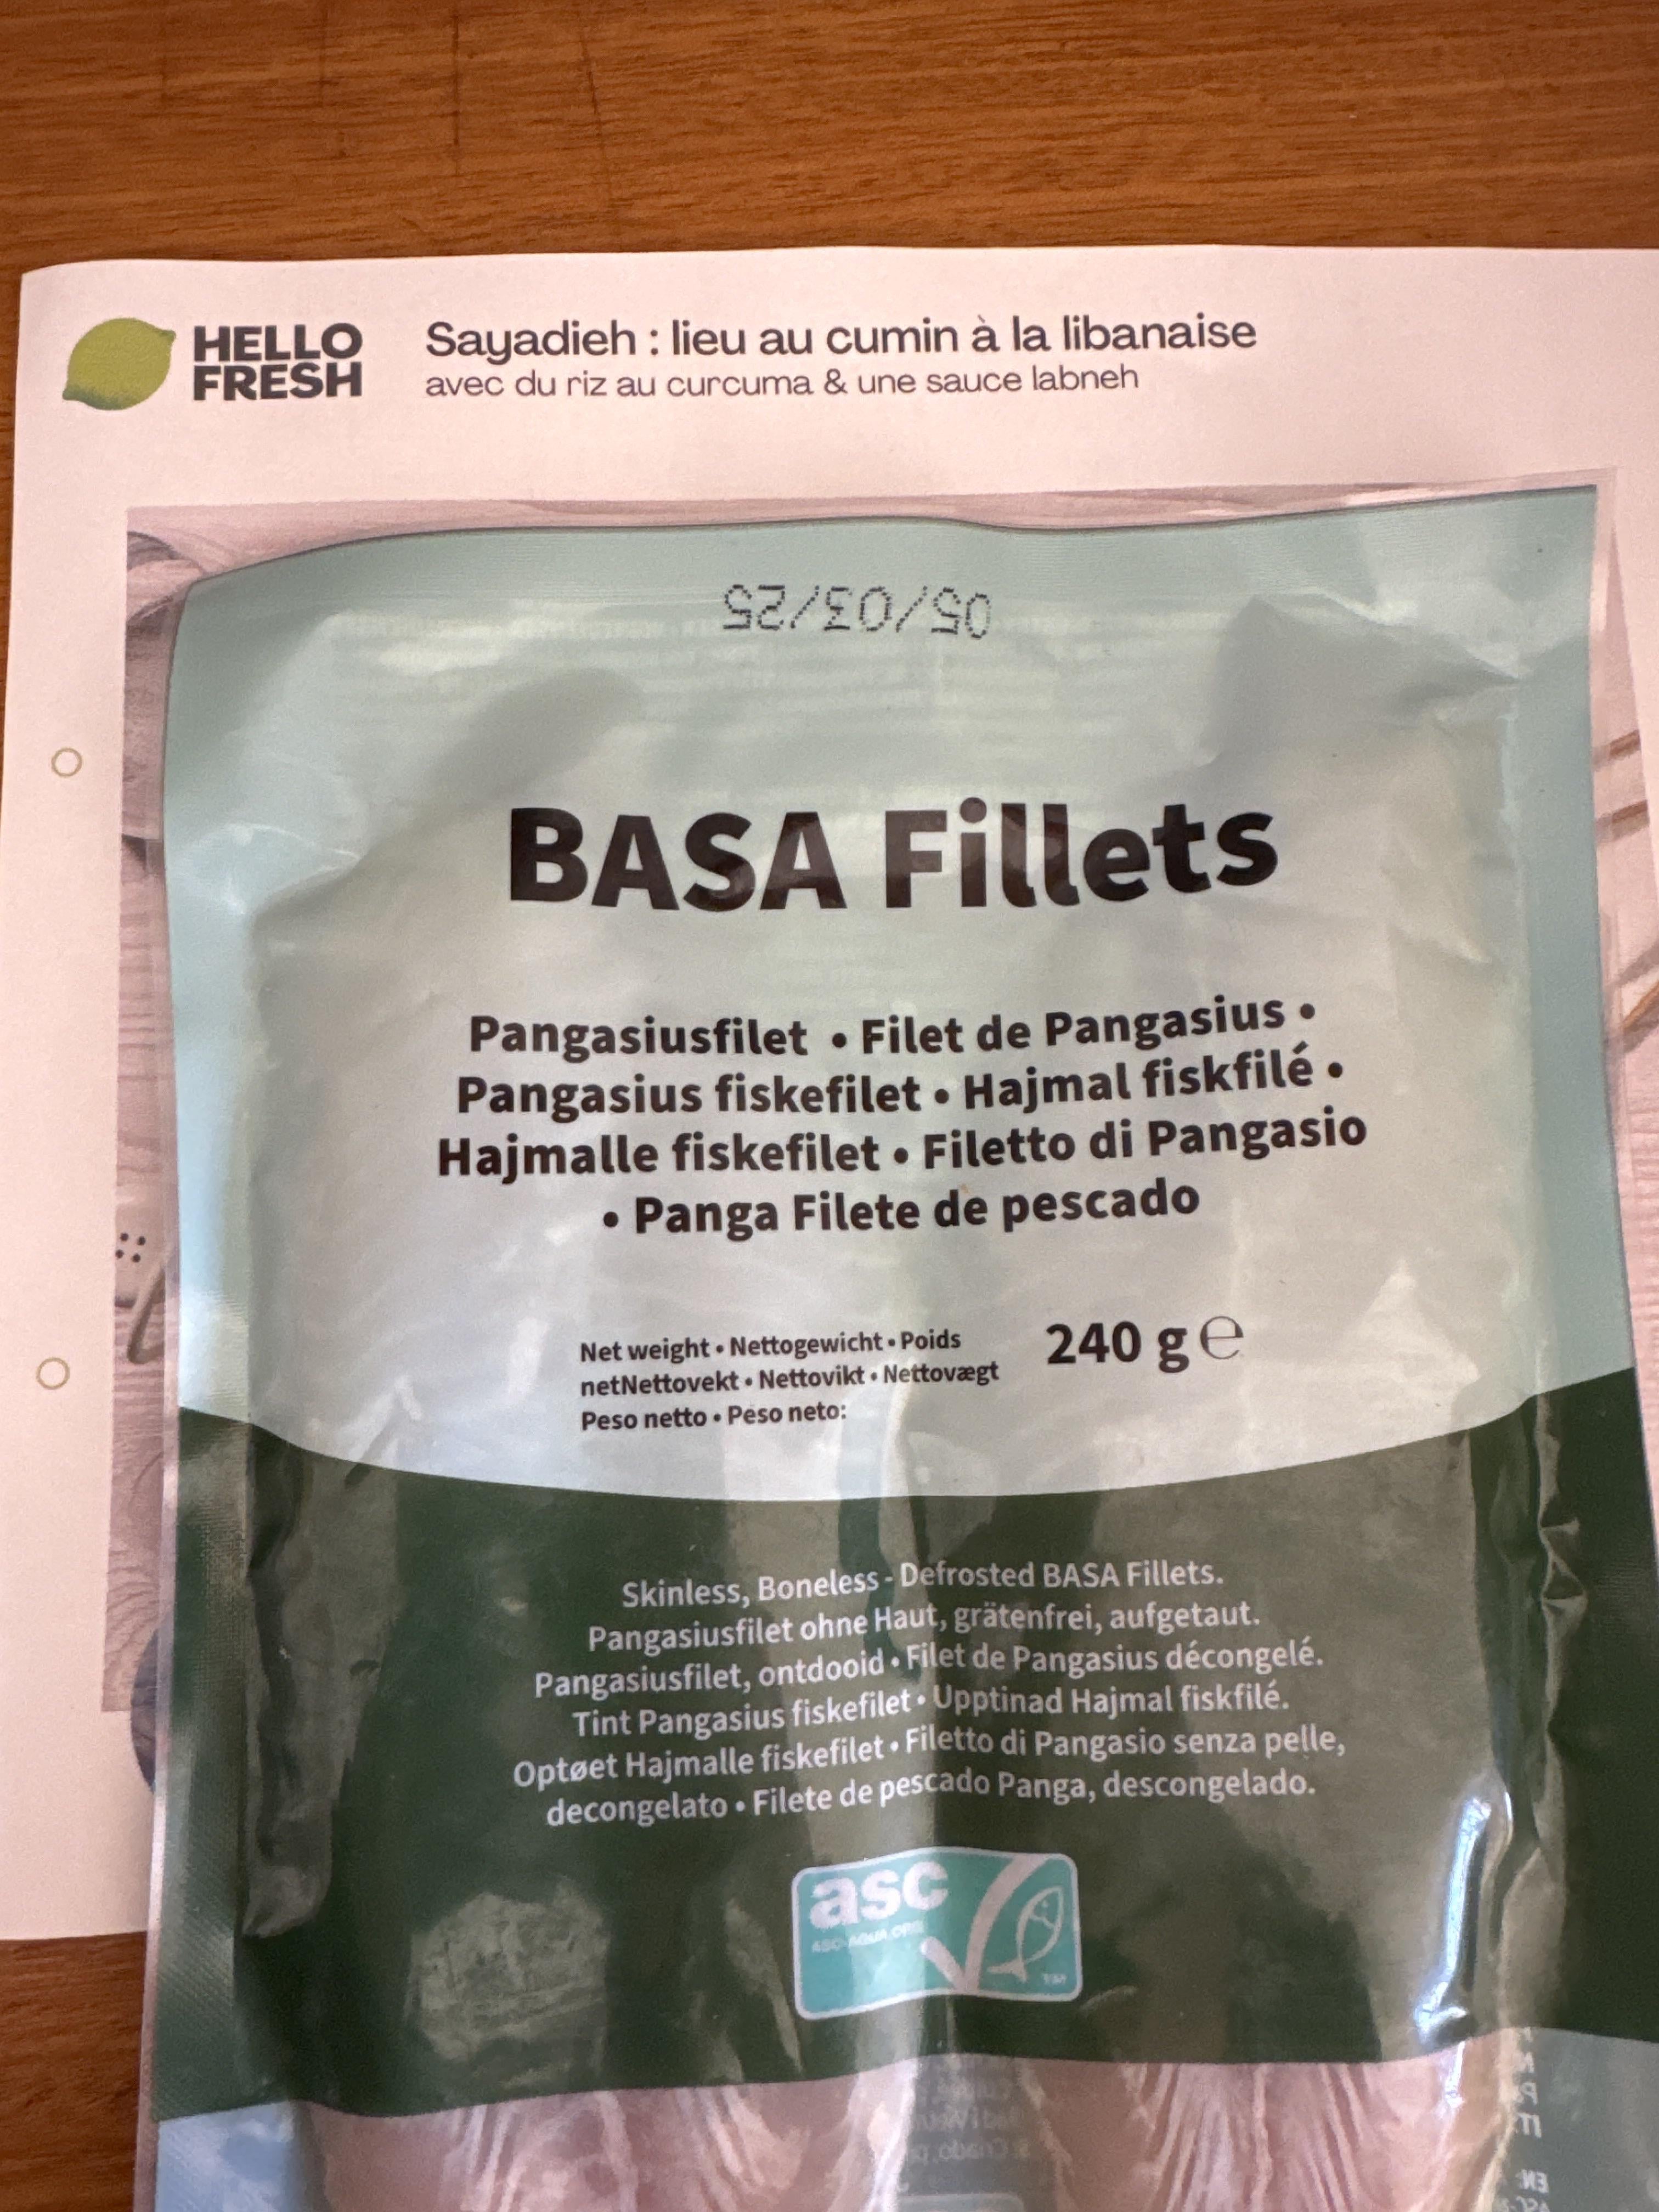 HELLO
FRESH
Sayadieh : lieu au cumin à la libanaise
avec du riz au curcuma & une sauce labneh
05/03/25
BASA Fillets
Pangasiusfilet • Filet de Pangasius •
Pangasius fiskefilet • Hajmal fiskfilé •
Hajmalle fiskefilet • Filetto di Pangasio
• Panga Filete de pescado
Net weight • Nettogewicht • Poids
netNettovekt • Nettovikt • Nettovægt
Peso netto • Peso neto:
240 g ℮
Skinless, Boneless - Defrosted BASA Fillets.
Pangasiusfilet ohne Haut, grätenfrei, aufgetaut.
Pangasiusfilet, ontdooid • Filet de Pangasius décongelé.
Tint Pangasius fiskefilet • Upptinad Hajmal fiskfilé.
Optøet Hajmalle fiskefilet • Filetto di Pangasio senza pelle,
decongelato • Filete de pescado Panga, descongelado.
asc
ASC-AQUA.ORG